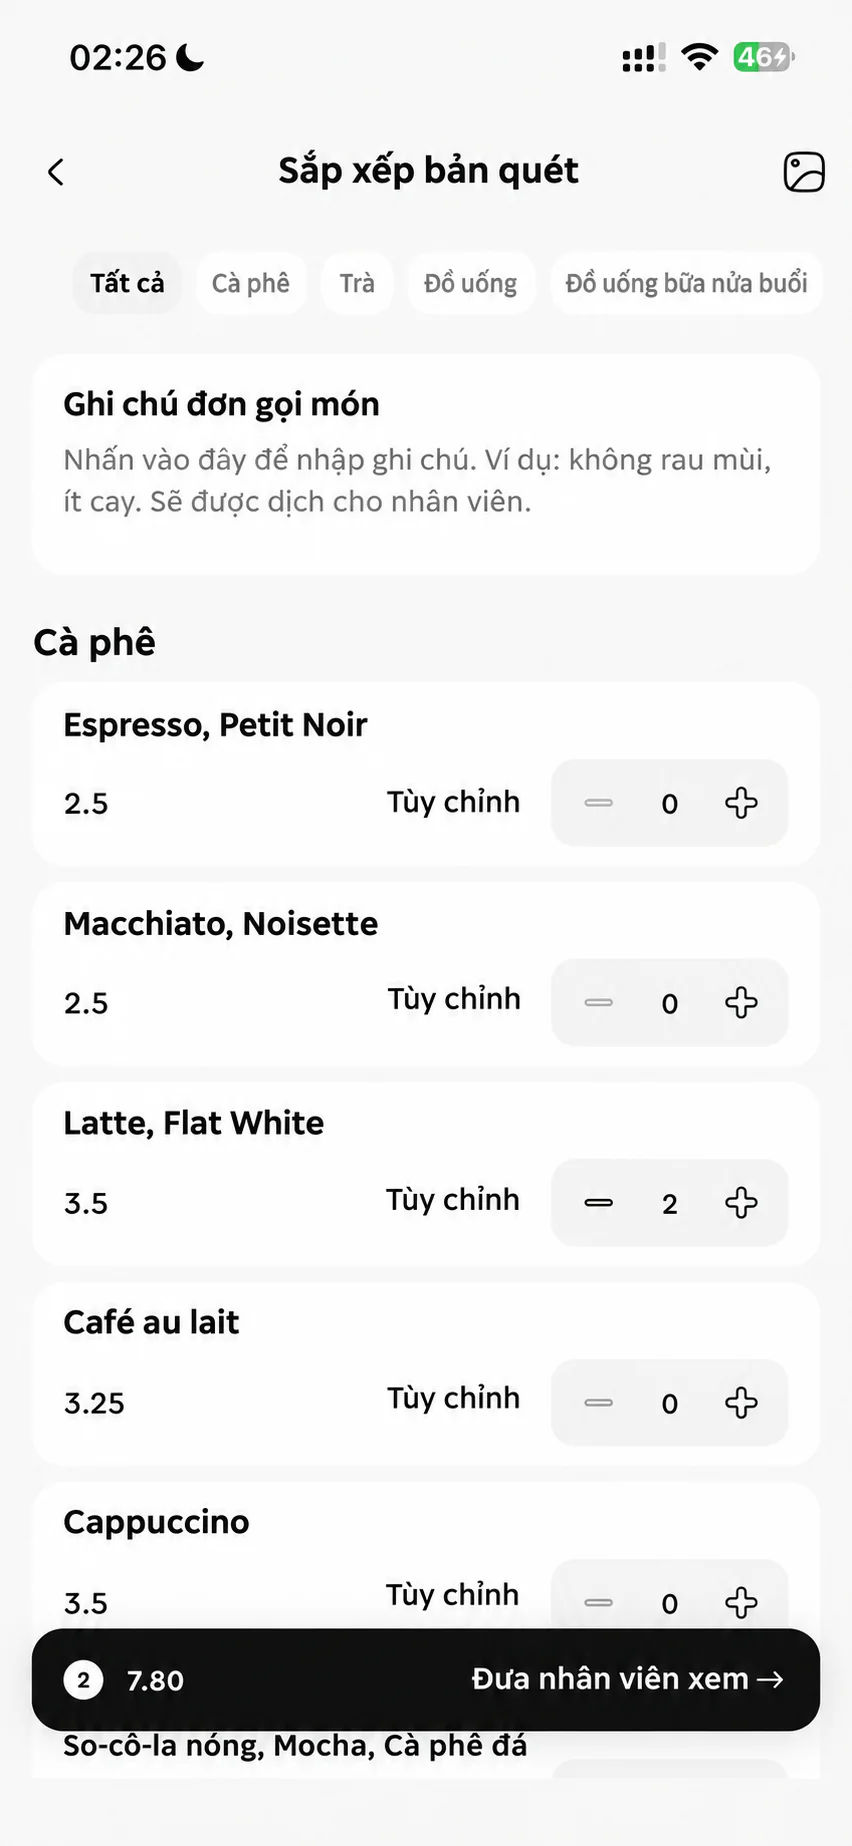 02:26
46
Sắp xếp bản quét
Tất cả
Cà phê
Trà
Đồ uống
Đồ uống bữa nửa buổi
Ghi chú đơn gọi món
Nhấn vào đây để nhập ghi chú. Ví dụ: không rau mùi,
ít cay. Sẽ được dịch cho nhân viên.
Cà phê
Espresso, Petit Noir
2.5 Tùy chỉnh 0
Macchiato, Noisette
2.5 Tùy chỉnh 0
Latte, Flat White
3.5 Tùy chỉnh 2
Café au lait
3.25 Tùy chỉnh 0
Cappuccino
3.5 Tùy chỉnh 0
2 7.80 Đưa nhân viên xem →
So-cô-la nóng, Mocha, Cà phê đá